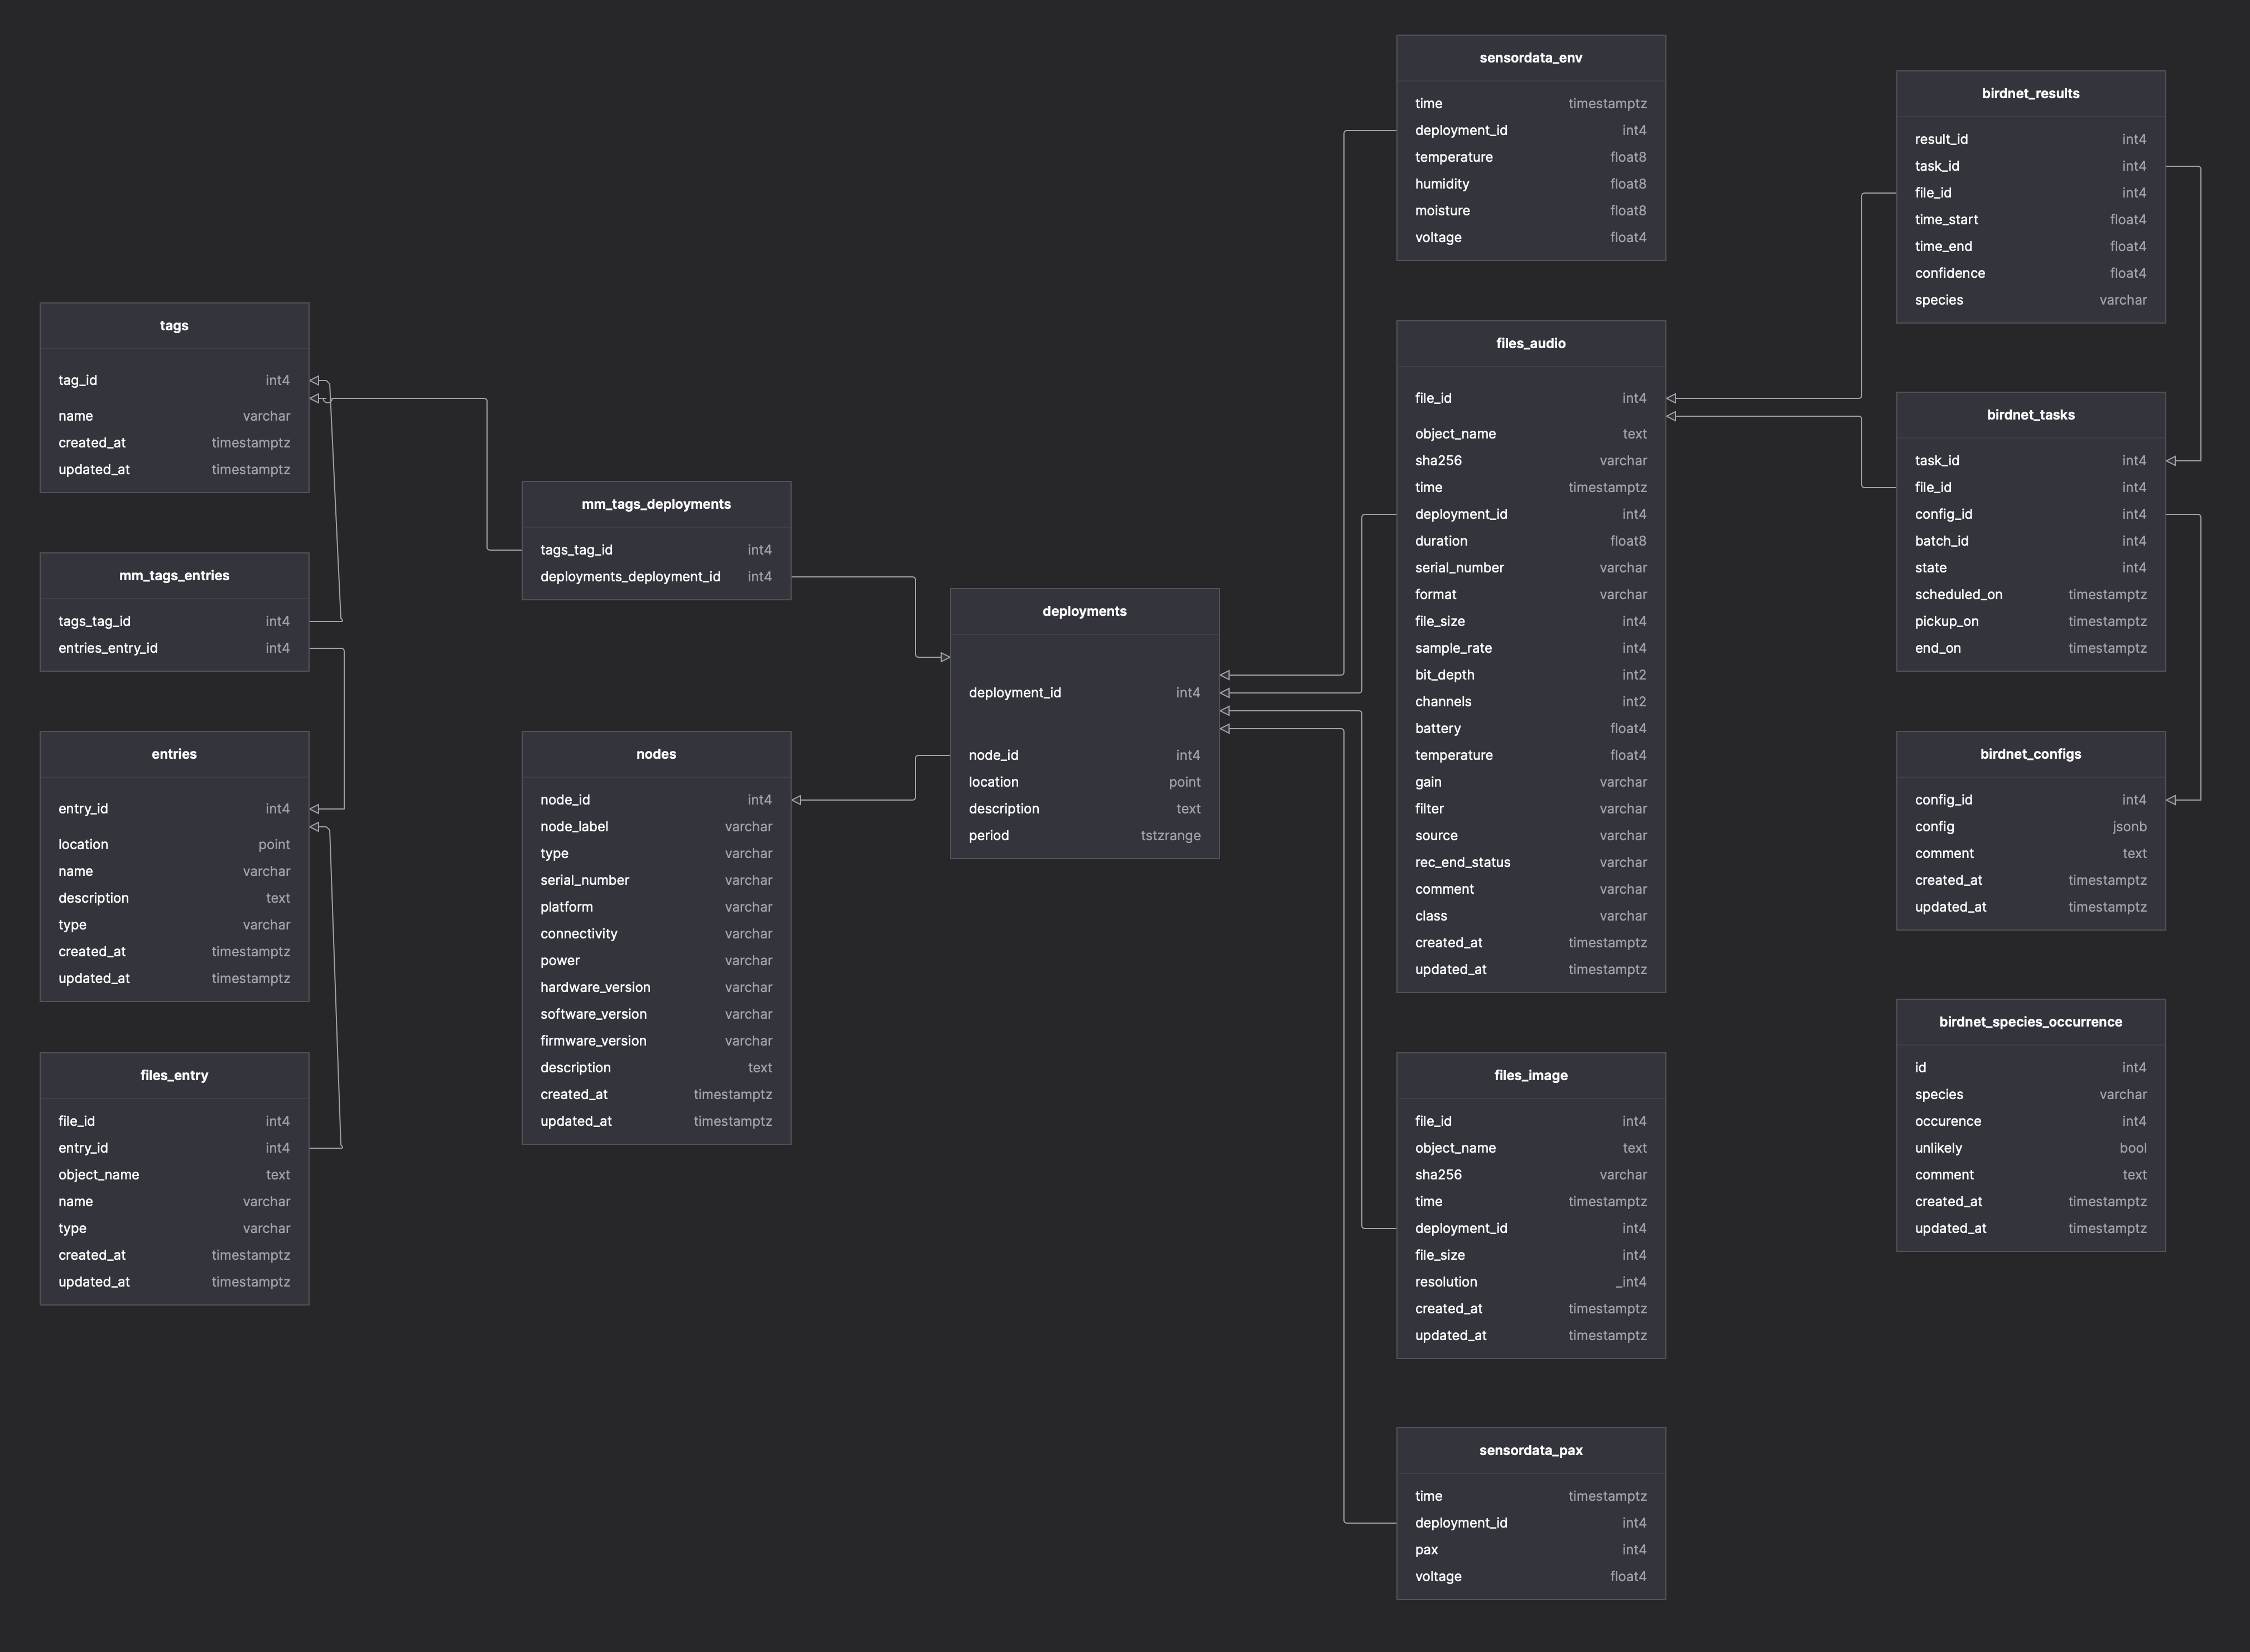 sensordata_env
time timestamptz
deployment_id int4
temperature float8
humidity float8
moisture float8
voltage float4
birdnet_results
result_id int4
task_id int4
file_id int4
time_start float4
time_end float4
confidence float4
species varchar
tags
tag_id int4
name varchar
created_at timestamptz
updated_at timestamptz
files_audio
file_id int4
object_name text
sha256 varchar
time timestamptz
deployment_id int4
duration float8
serial_number varchar
format varchar
file_size int4
sample_rate int4
bit_depth int2
channels int2
battery float4
temperature float4
gain varchar
filter varchar
source varchar
rec_end_status varchar
comment varchar
class varchar
created_at timestamptz
updated_at timestamptz
birdnet_tasks
task_id int4
file_id int4
config_id int4
batch_id int4
state int4
scheduled_on timestamptz
pickup_on timestamptz
end_on timestamptz
mm_tags_deployments
tags_tag_id int4
deployments_deployment_id int4
mm_tags_entries
tags_tag_id int4
entries_entry_id int4
deployments
deployment_id int4
node_id int4
location point
description text
period tstzrange
entries
entry_id int4
location point
name varchar
description text
type varchar
created_at timestamptz
updated_at timestamptz
nodes
node_id int4
node_label varchar
type varchar
serial_number varchar
platform varchar
connectivity varchar
power varchar
hardware_version varchar
software_version varchar
firmware_version varchar
description text
created_at timestamptz
updated_at timestamptz
birdnet_configs
config_id int4
config jsonb
comment text
created_at timestamptz
updated_at timestamptz
birdnet_species_occurrence
id int4
species varchar
occurence int4
unlikely bool
comment text
created_at timestamptz
updated_at timestamptz
files_entry
file_id int4
entry_id int4
object_name text
name varchar
type varchar
created_at timestamptz
updated_at timestamptz
files_image
file_id int4
object_name text
sha256 varchar
time timestamptz
deployment_id int4
file_size int4
resolution _int4
created_at timestamptz
updated_at timestamptz
sensordata_pax
time timestamptz
deployment_id int4
pax int4
voltage float4